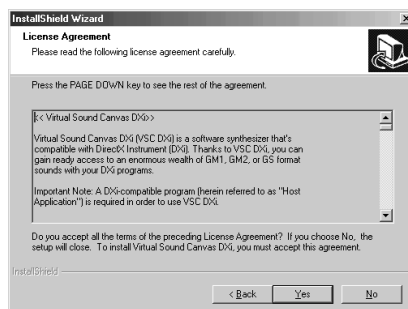 InstallShield Wizard
License Agreement
Please read the following license agreement carefully.
Press the PAGE DOWN key to see the rest of the agreement.
<< Virtual Sound Canvas DXi>>
Virtual Sound Canvas DXi (VSC DXi) is a software synthesizer that's
compatible with DirectX Instrument (DXi). Thanks to VSC DXi, you can
gain ready access to an enormous wealth of GM1, GM2, or GS format
sounds with your DXi programs.
Important Note: A DXi-compatible program (herein referred to as "Host
Application") is required in order to use VSC DXi.
Do you accept all the terms of the preceding License Agreement? If you choose No, the
setup will close. To install Virtual Sound Canvas DXi, you must accept this agreement.
InstallShield
< Back
Yes
No